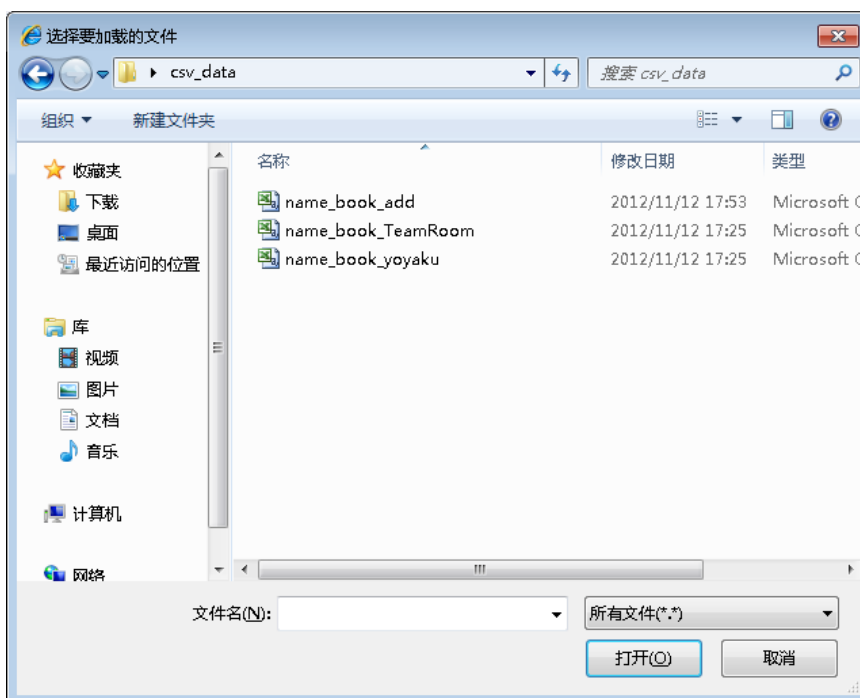 选择要加载的文件
csv_data
搜索 csv_data
组织
新建文件夹
收藏夹
下载
桌面
最近访问的位置
库
视频
图片
文档
音乐
计算机
网络
名称 修改日期 类型
name_book_add 2012/11/12 17:53 Microsoft
name_book_TeamRoom 2012/11/12 17:25 Microsoft
name_book_yoyaku 2012/11/12 17:25 Microsoft
文件名(N):
所有文件(*.*)
打开(O)
取消